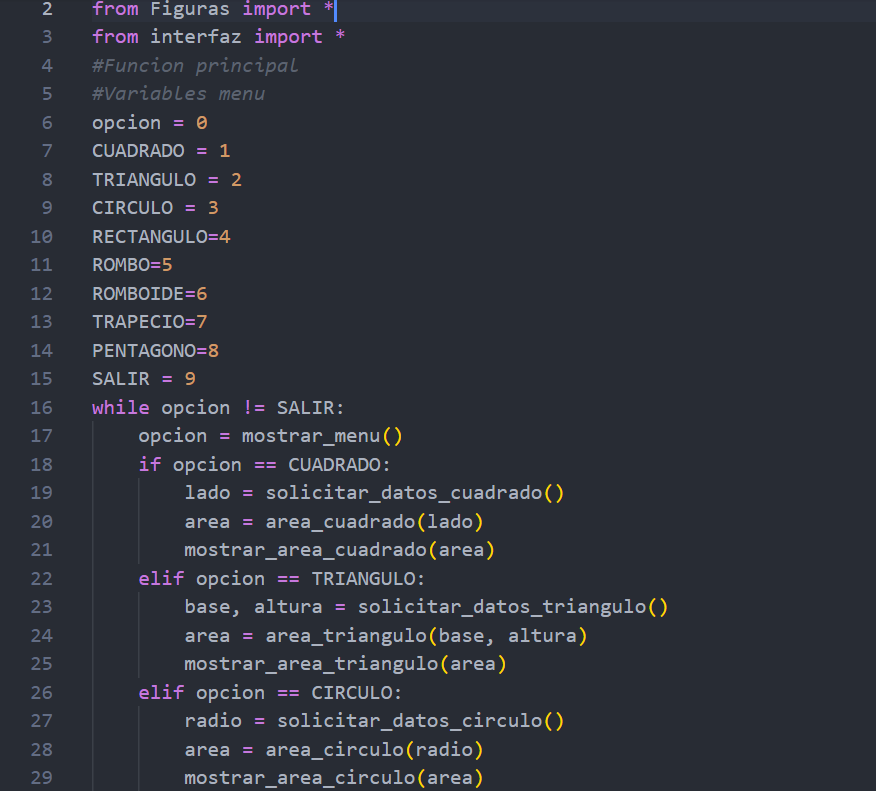 2 from Figuras import *
3 from interfaz import *
4 #Funcion principal
5 #Variables menu
6 opcion = 0
7 CUADRADO = 1
8 TRIANGULO = 2
9 CIRCULO = 3
10 RECTANGULO=4
11 ROMBO=5
12 ROMBOIDE=6
13 TRAPECIO=7
14 PENTAGONO=8
15 SALIR = 9
16 while opcion != SALIR:
17     opcion = mostrar_menu()
18     if opcion == CUADRADO:
19         lado = solicitar_datos_cuadrado()
20         area = area_cuadrado(lado)
21         mostrar_area_cuadrado(area)
22     elif opcion == TRIANGULO:
23         base, altura = solicitar_datos_triangulo()
24         area = area_triangulo(base, altura)
25         mostrar_area_triangulo(area)
26     elif opcion == CIRCULO:
27         radio = solicitar_datos_circulo()
28         area = area_circulo(radio)
29         mostrar_area_circulo(area)